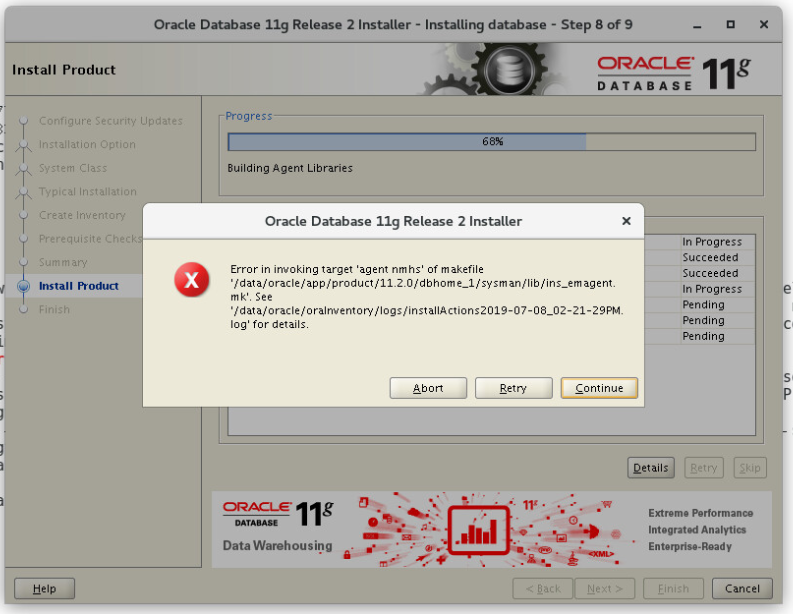 Oracle Database 11g Release 2 Installer - Installing database - Step 8 of 9
Install Product
ORACLE
DATABASE 11g
Configure Security Updates
Installation Option
System Class
Typical Installation
Create Inventory
Prerequisite Checks
Summary
Install Product
Finish
Progress
68%
Building Agent Libraries
In Progress
Succeeded
Succeeded
In Progress
Pending
Pending
Pending
Oracle Database 11g Release 2 Installer
Error in invoking target 'agent nmhs' of makefile
'/data/oracle/app/product/11.2.0/dbhome_1/sysman/lib/ins_emagent.
mk'. See
'/data/oracle/oraInventory/logs/installActions2019-07-08_02-21-29PM.
log' for details.
Abort Retry Continue
Details Retry Skip
ORACLE
DATABASE 11g
Data Warehousing
11g
<XML>
Extreme Performance
Integrated Analytics
Enterprise-Ready
Help < Back Next > Finish Cancel